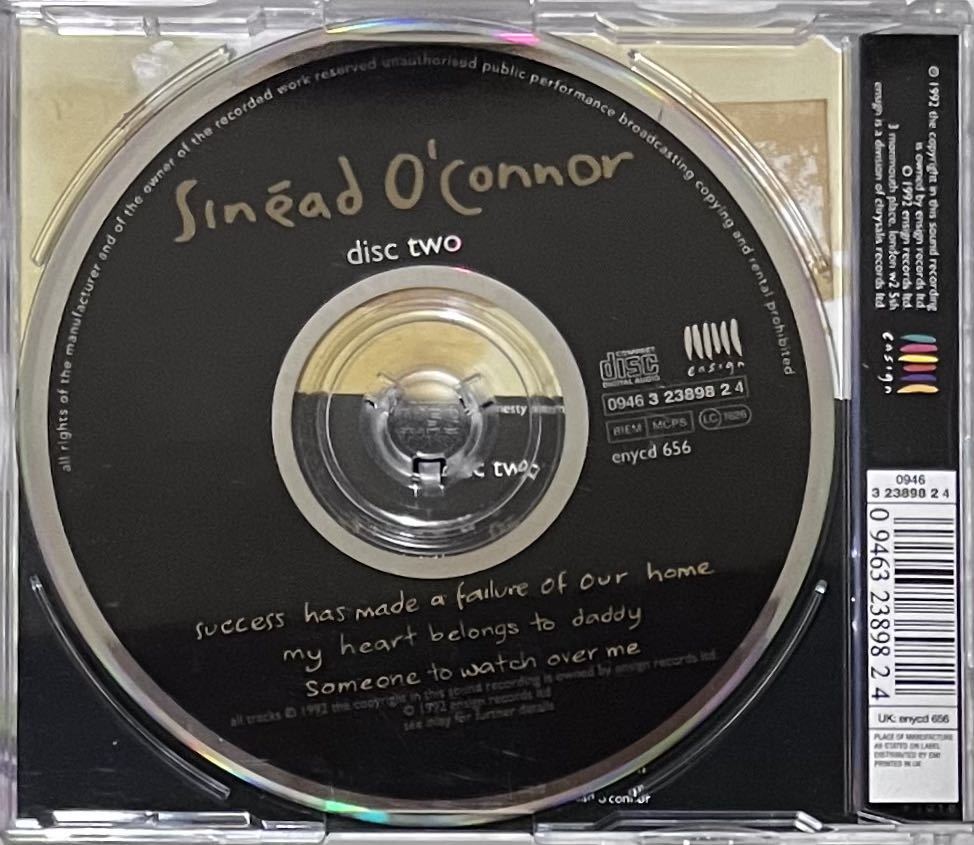 all rights of the manufacturer and of the owner of the recorded work reserved unauthorised public performance broadcasting copying and rental prohibited
Sinéad O'Connor
disc two
COMPACT
disc
DIGITAL AUDIO
ensign
0946 3 23898 2 4
BIEM MCPS LC 1626
enycd 656
success has made a failure of our home
my heart belongs to daddy
someone to watch over me
all tracks ℗ 1992 the copyright in this sound recording is owned by ensign records ltd
© 1992 ensign records ltd
see inlay for further details
disc two
℗ 1992 the copyright in this sound recording
is owned by ensign records ltd.
© 1992 ensign records ltd.
3 monmouth place, london w2 5sh
ensign is a division of chrysalis records ltd
ensign
0946
3 23898 2 4
0 9463 23898 2 4
UK: enycd 656
PLACE OF MANUFACTURE
AS STATED ON LABEL
DISTRIBUTED BY EMI
PRINTED IN UK